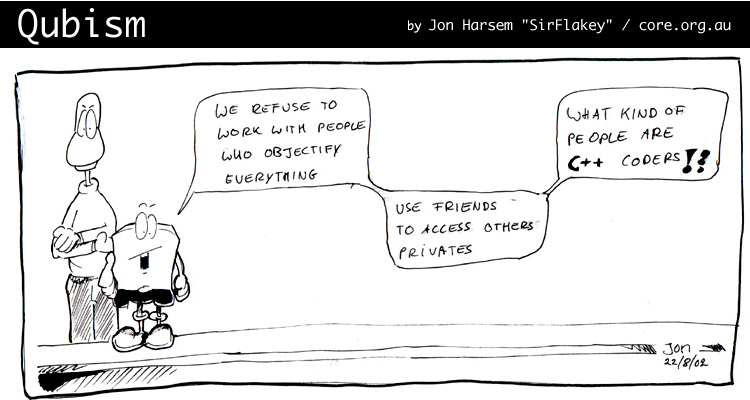 Qubism
by Jon Harsem "SirFlakey" / core.org.au
WE REFUSE TO
WORK WITH PEOPLE
WHO OBJECTIFY
EVERYTHING
USE FRIENDS
TO ACCESS OTHERS
PRIVATES
WHAT KIND OF
PEOPLE ARE
C++ CODERS!?
Jon
22/8/02